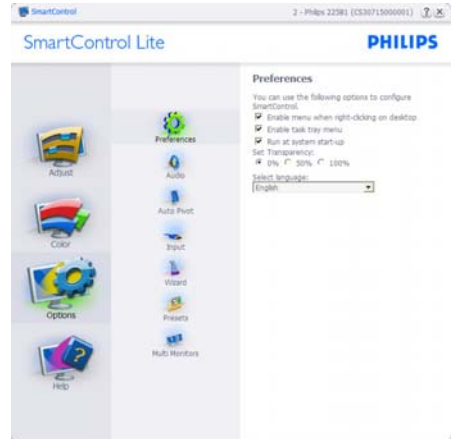 SmartControl
2 - Philips 225B1 (CS30715000001) ? X
SmartControl Lite
PHILIPS
Adjust
Color
Options
Help
Preferences
Audio
Auto Pivot
Input
Wizard
Presets
Multi Monitors
Preferences
You can use the following options to configure
SmartControl.
Enable menu when right-clicking on desktop
Enable task tray menu
Run at system start-up
Set Transparency:
0% 50% 100%
Select language:
English